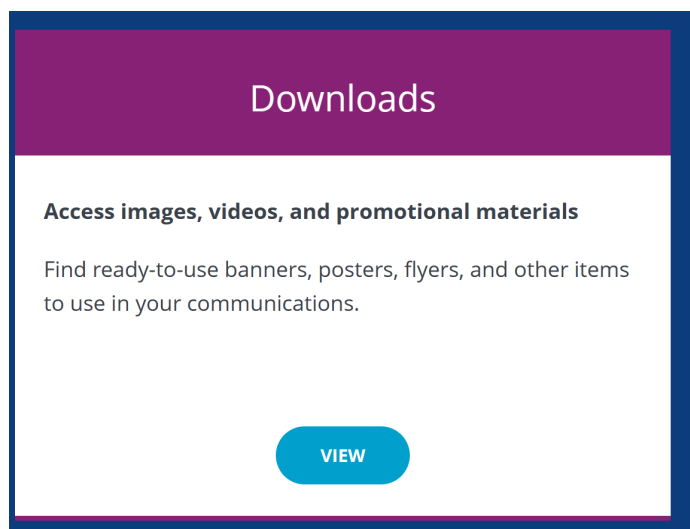 Downloads
Access images, videos, and promotional materials
Find ready-to-use banners, posters, flyers, and other items
to use in your communications.
VIEW